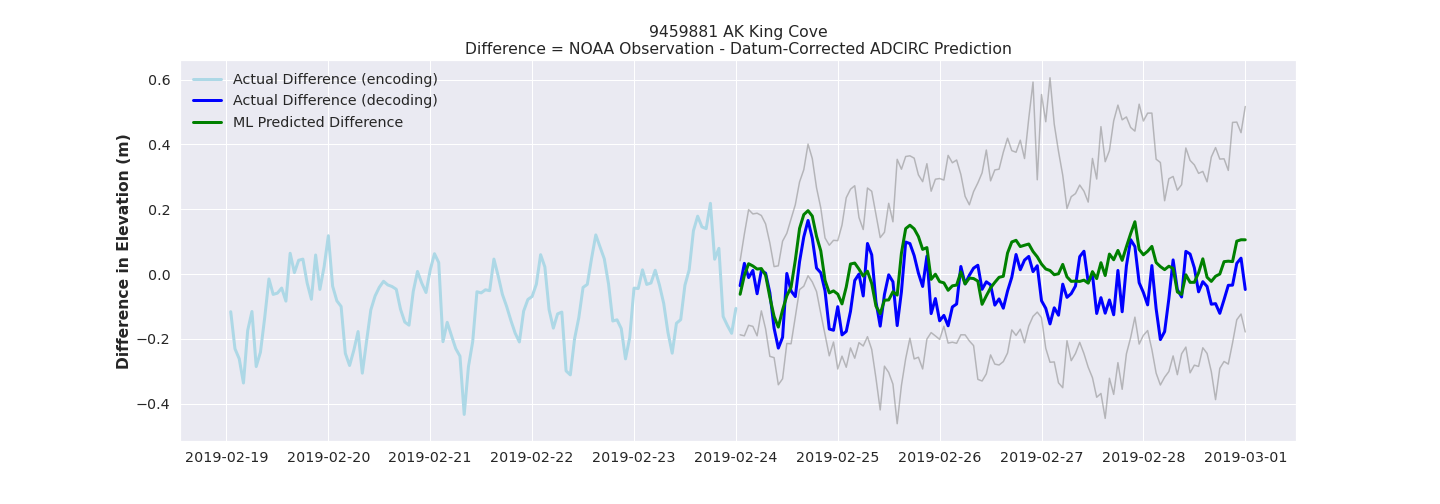 9459881 AK King Cove
Difference = NOAA Observation - Datum-Corrected ADCIRC Prediction
Actual Difference (encoding)
Actual Difference (decoding)
ML Predicted Difference
Difference in Elevation (m)
0.6
0.4
0.2
0.0
−0.2
−0.4
2019-02-19 2019-02-20 2019-02-21 2019-02-22 2019-02-23 2019-02-24 2019-02-25 2019-02-26 2019-02-27 2019-02-28 2019-03-01